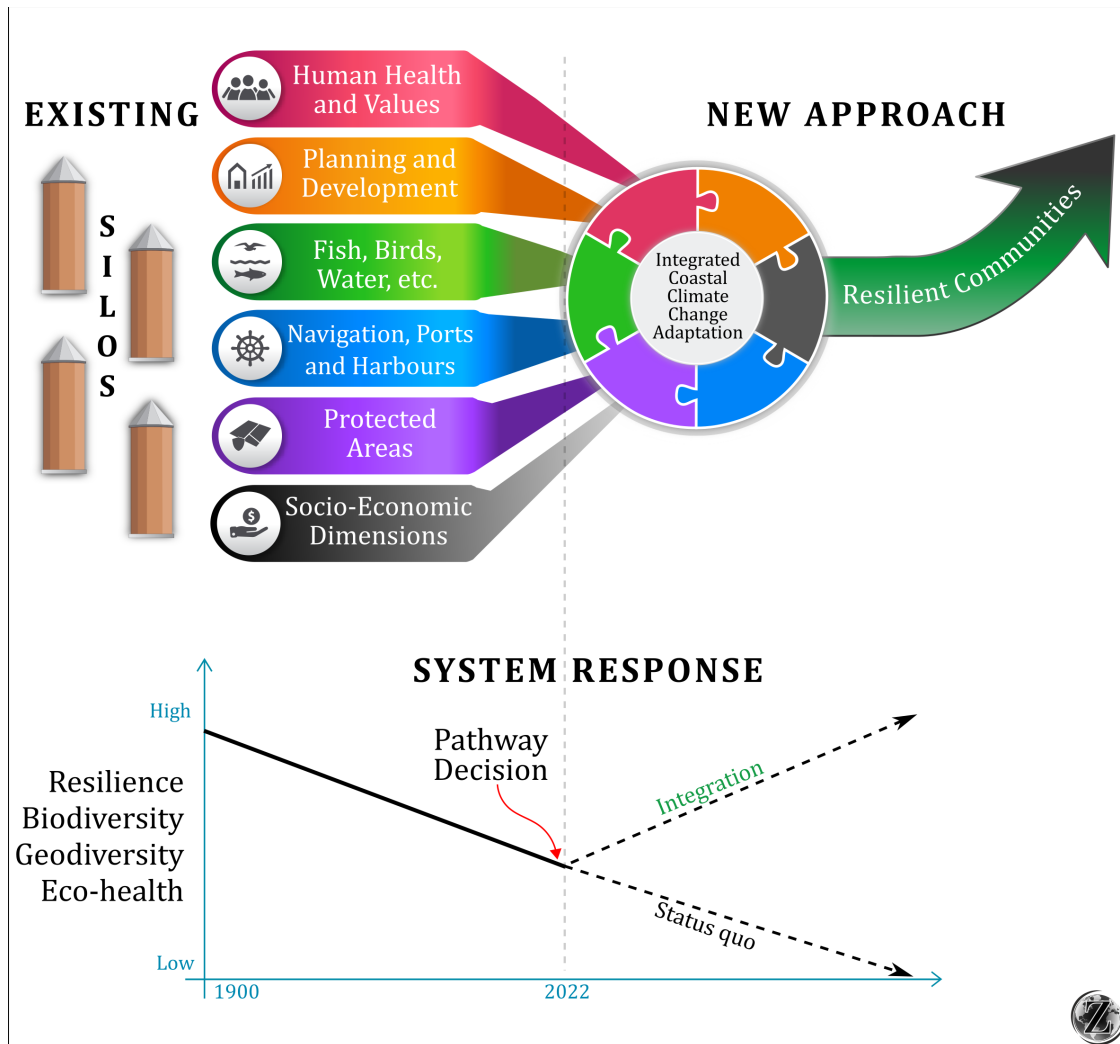 EXISTING
SILOS
Human Health
and Values
Planning and
Development
Fish, Birds,
Water, etc.
Navigation, Ports
and Harbours
Protected
Areas
$
Socio-Economic
Dimensions
NEW APPROACH
Integrated
Coastal
Climate
Change
Adaptation
Resilient Communities
SYSTEM RESPONSE
High
Resilience
Biodiversity
Geodiversity
Eco-health
Low
Pathway
Decision
Integration
Status quo
1900
2022
Z